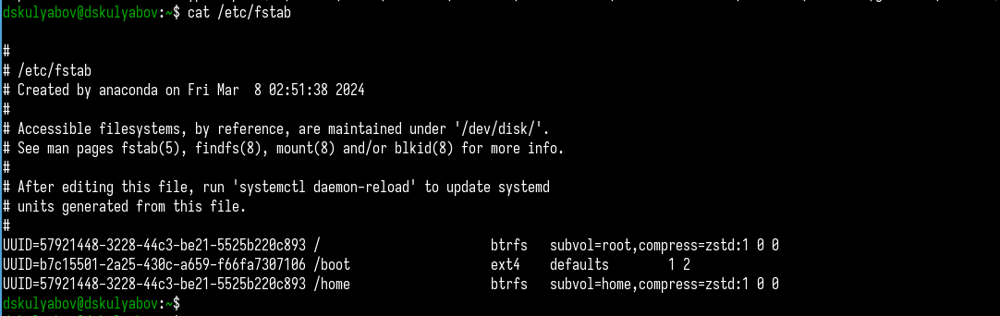 dskulyabov@dskulyabov:~$ cat /etc/fstab
#
# /etc/fstab
# Created by anaconda on Fri Mar  8 02:51:38 2024
#
# Accessible filesystems, by reference, are maintained under '/dev/disk/'.
# See man pages fstab(5), findfs(8), mount(8) and/or blkid(8) for more info.
#
# After editing this file, run 'systemctl daemon-reload' to update systemd
# units generated from this file.
#
UUID=57921448-3228-44c3-be21-5525b220c893 /                       btrfs   subvol=root,compress=zstd:1 0 0
UUID=b7c15501-2a25-430c-a659-f66fa7307106 /boot                   ext4    defaults        1 2
UUID=57921448-3228-44c3-be21-5525b220c893 /home                   btrfs   subvol=home,compress=zstd:1 0 0
dskulyabov@dskulyabov:~$